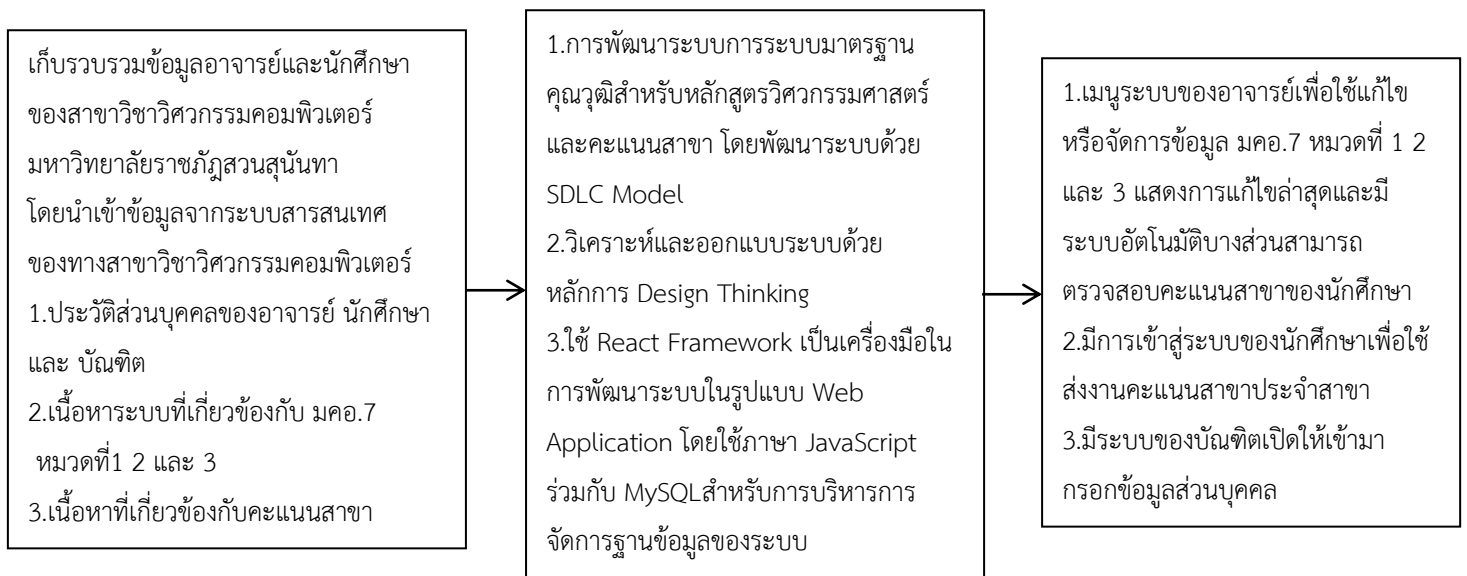 เก็บรวบรวมข้อมูลอาจารย์และนักศึกษา
ของสาขาวิชาวิศวกรรมคอมพิวเตอร์
มหาวิทยาลัยราชภัฏสวนสุนันทา
โดยนำเข้าข้อมูลจากระบบสารสนเทศ
ของทางสาขาวิชาวิศวกรรมคอมพิวเตอร์
1.ประวัติส่วนบุคคลของอาจารย์ นักศึกษา
และ บัณฑิต
2.เนื้อหาระบบที่เกี่ยวข้องกับ มคอ.7
หมวดที่1 2 และ 3
3.เนื้อหาที่เกี่ยวข้องกับคะแนนสาขา
1.การพัฒนาระบบการระบบมาตรฐาน
คุณวุฒิสำหรับหลักสูตรวิศวกรรมศาสตร์
และคะแนนสาขา โดยพัฒนาระบบด้วย
SDLC Model
2.วิเคราะห์และออกแบบระบบด้วย
หลักการ Design Thinking
3.ใช้ React Framework เป็นเครื่องมือใน
การพัฒนาระบบในรูปแบบ Web
Application โดยใช้ภาษา JavaScript
ร่วมกับ MySQLสำหรับการบริหารการ
จัดการฐานข้อมูลของระบบ
1.เมนูระบบของอาจารย์เพื่อใช้แก้ไข
หรือจัดการข้อมูล มคอ.7 หมวดที่ 1 2
และ 3 แสดงการแก้ไขล่าสุดและมี
ระบบอัตโนมัติบางส่วนสามารถ
ตรวจสอบคะแนนสาขาของนักศึกษา
2.มีการเข้าสู่ระบบของนักศึกษาเพื่อใช้
ส่งงานคะแนนสาขาประจำสาขา
3.มีระบบของบัณฑิตเปิดให้เข้ามา
กรอกข้อมูลส่วนบุคคล